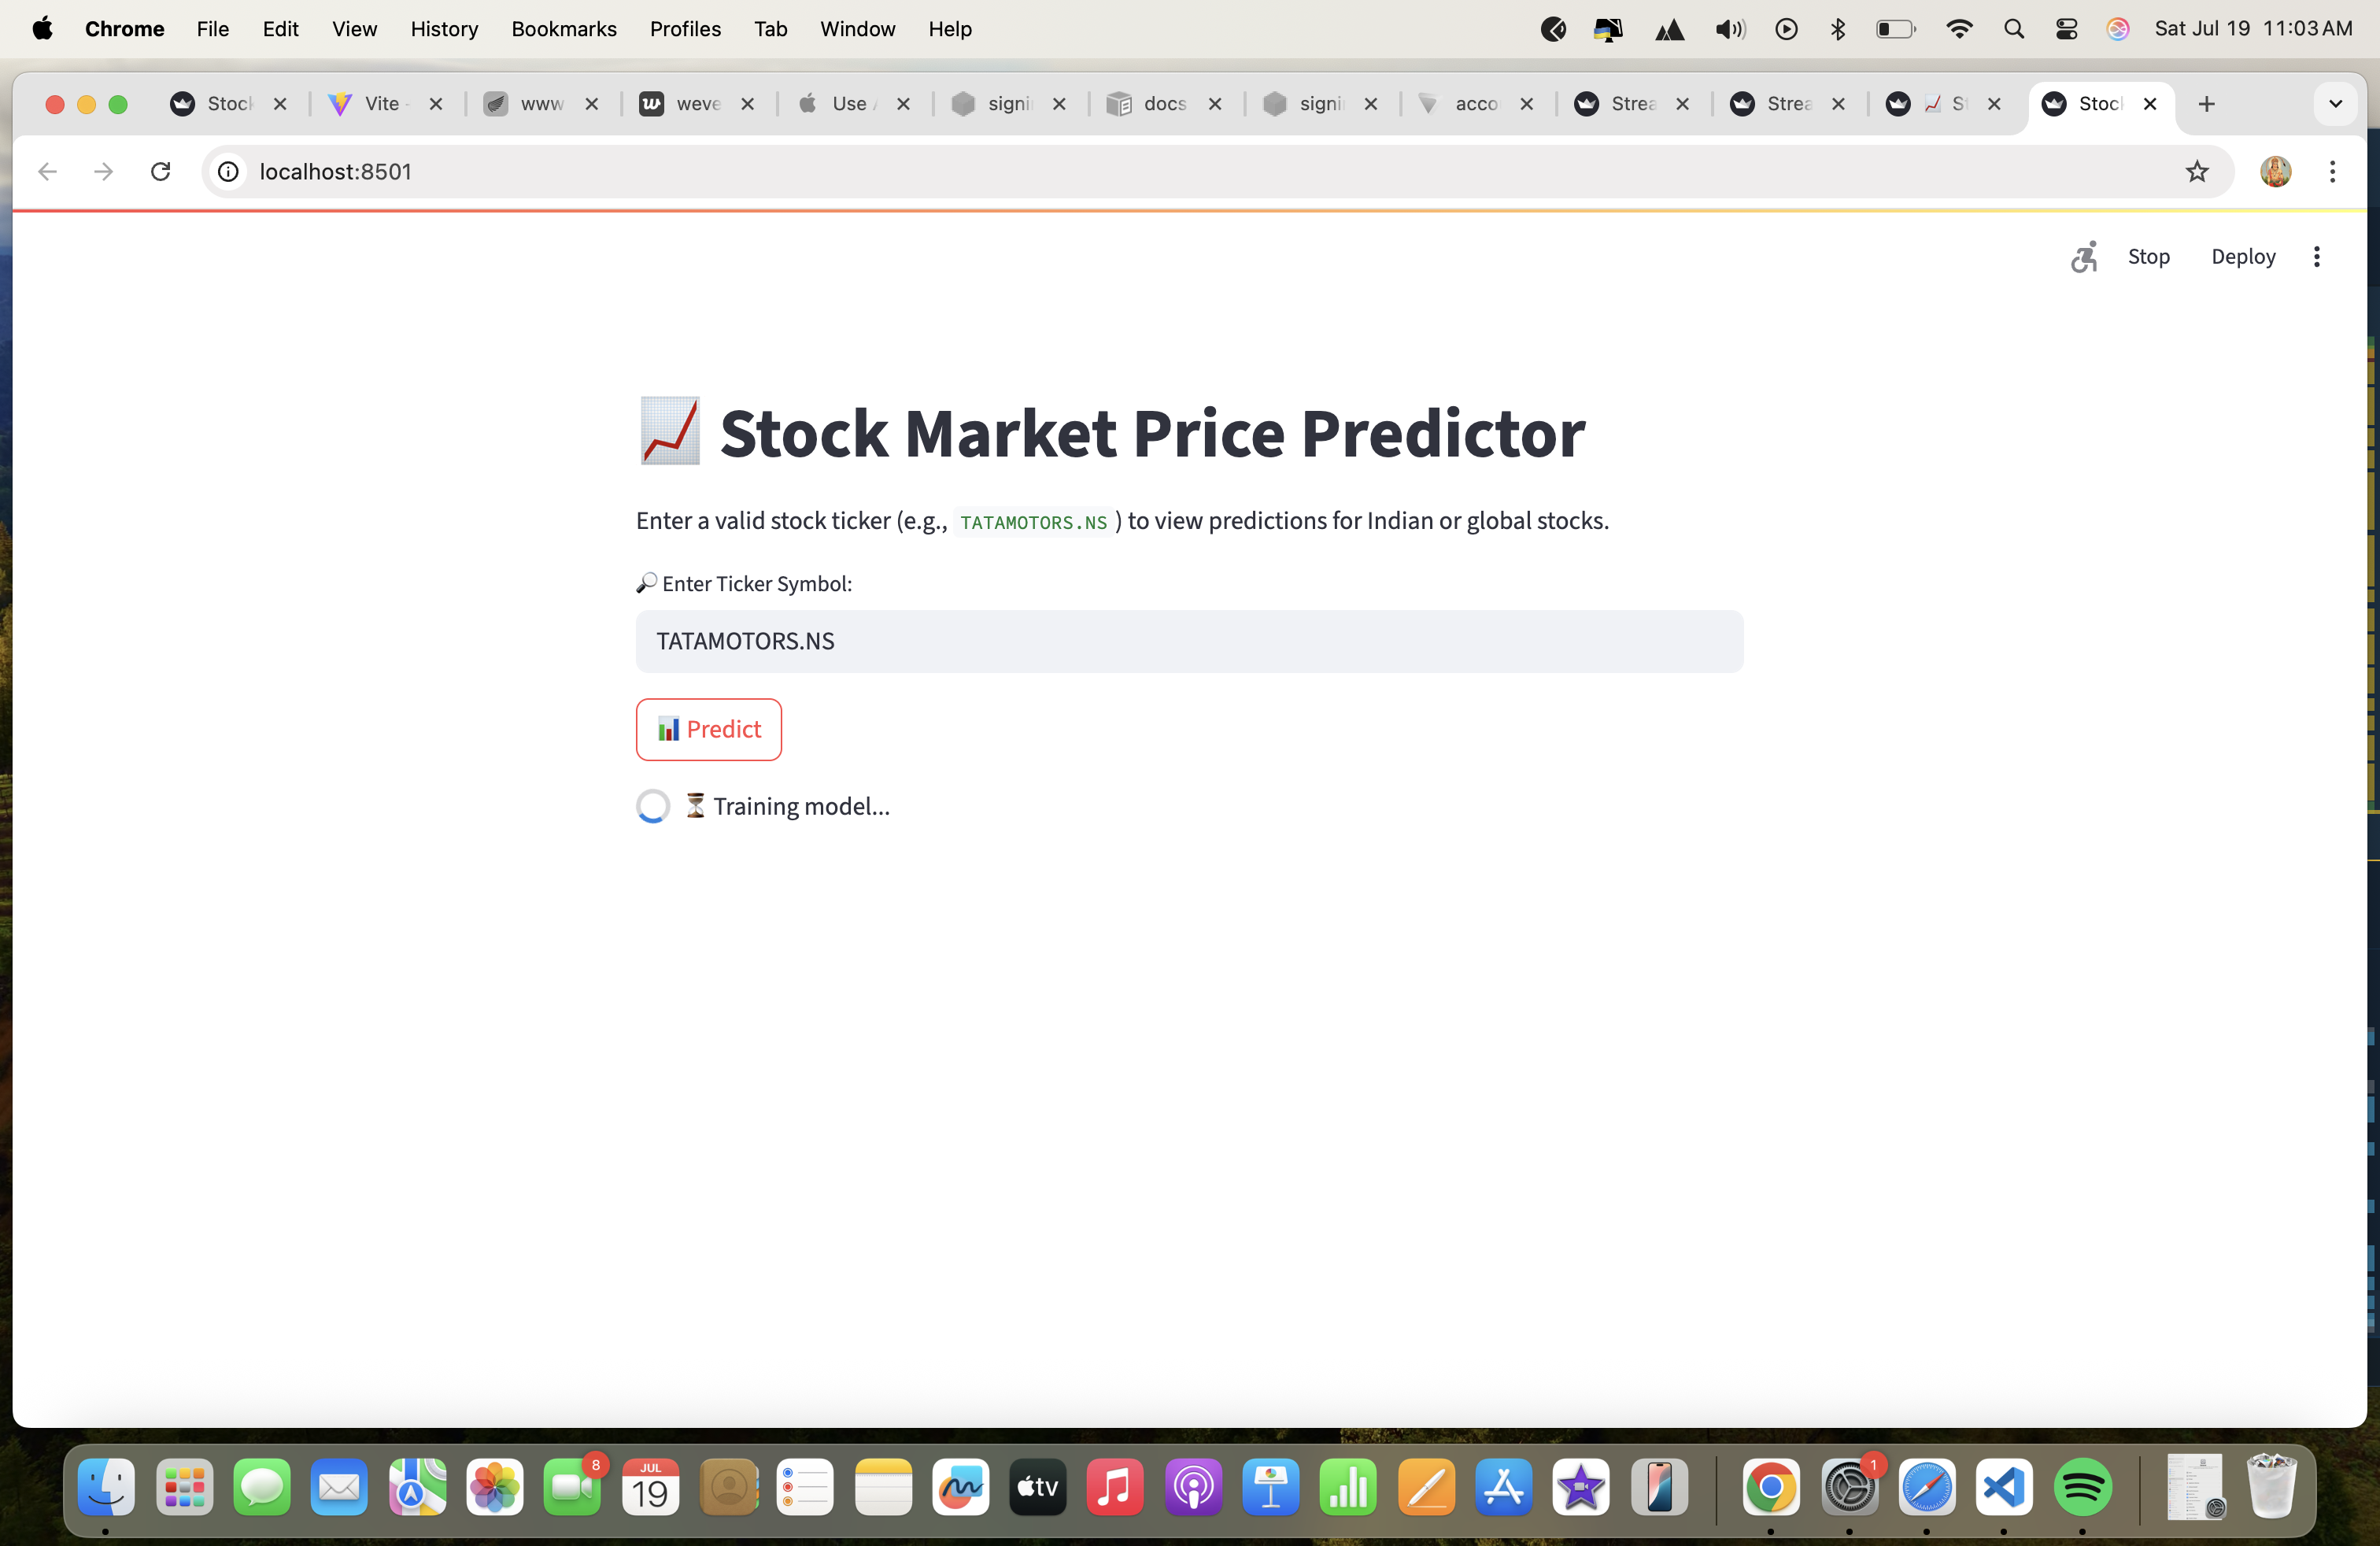 Chrome File Edit View History Bookmarks Profiles Tab Window Help Sat Jul 19 11:03 AM
Stock Vite - www weve Use signi docs signi acco Strea Strea St Stoc
localhost:8501
Stop Deploy
Stock Market Price Predictor
Enter a valid stock ticker (e.g., TATAMOTORS.NS ) to view predictions for Indian or global stocks.
Enter Ticker Symbol:
TATAMOTORS.NS
Predict
Training model...
8 JUL 19 tv 1